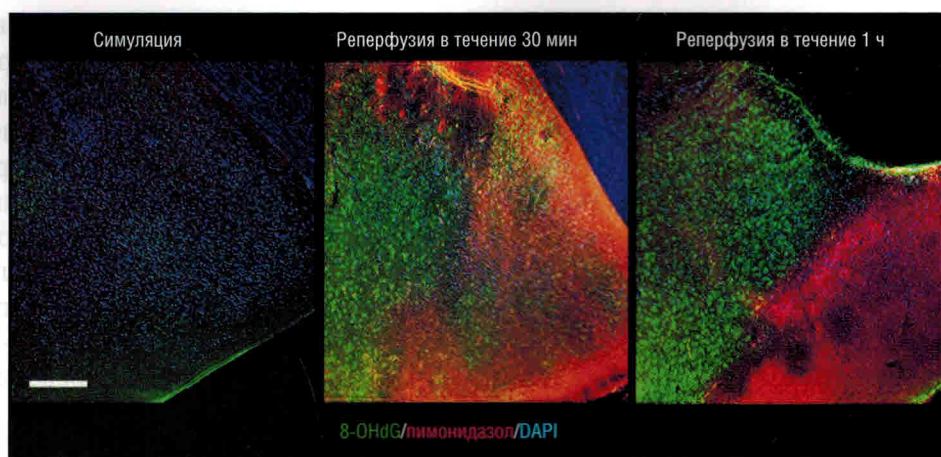 Симуляция
Реперфузия в течение 30 мин
Реперфузия в течение 1 ч
8-OHdG/пимонидазол/DAPI